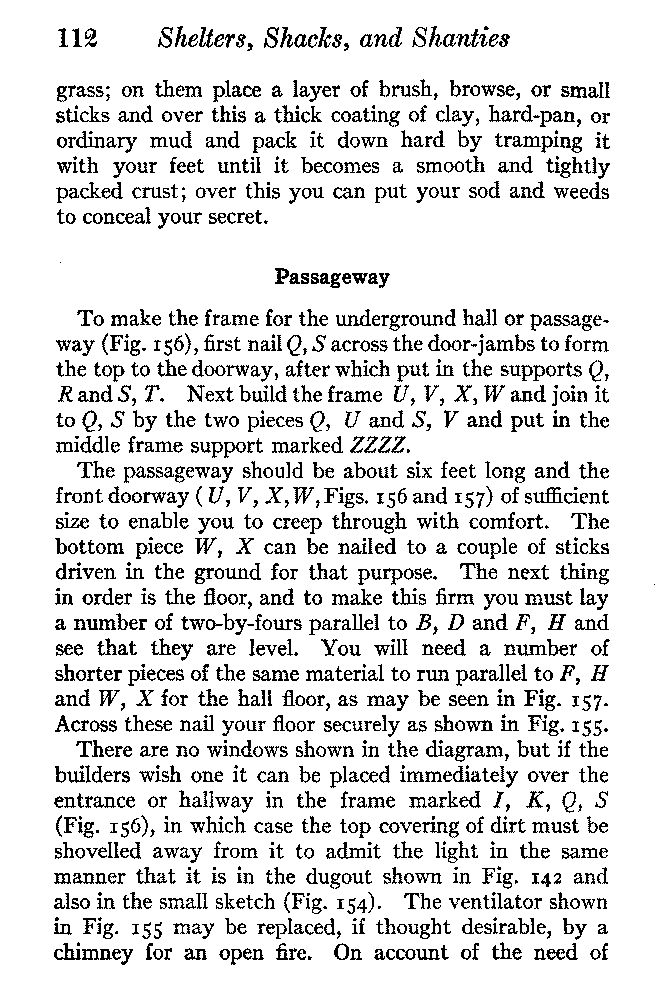 112 Shelters, Shacks, and Shanties
grass; on them place a layer of brush, browse, or small
sticks and over this a thick coating of clay, hard-pan, or
ordinary mud and pack it down hard by tramping it
with your feet until it becomes a smooth and tightly
packed crust; over this you can put your sod and weeds
to conceal your secret.
Passageway
To make the frame for the underground hall or passage-
way (Fig. 156), first nail Q, S across the door-jambs to form
the top to the doorway, after which put in the supports Q,
R and S, T. Next build the frame U, V, X, W and join it
to Q, S by the two pieces Q, U and S, V and put in the
middle frame support marked ZZZZ.
The passageway should be about six feet long and the
front doorway (U, V, X, W, Figs. 156 and 157) of sufficient
size to enable you to creep through with comfort. The
bottom piece W, X can be nailed to a couple of sticks
driven in the ground for that purpose. The next thing
in order is the floor, and to make this firm you must lay
a number of two-by-fours parallel to B, D and F, H and
see that they are level. You will need a number of
shorter pieces of the same material to run parallel to F, H
and W, X for the hall floor, as may be seen in Fig. 157.
Across these nail your floor securely as shown in Fig. 155.
There are no windows shown in the diagram, but if the
builders wish one it can be placed immediately over the
entrance or hallway in the frame marked I, K, Q, S
(Fig. 156), in which case the top covering of dirt must be
shovelled away from it to admit the light in the same
manner that it is in the dugout shown in Fig. 142 and
also in the small sketch (Fig. 154). The ventilator shown
in Fig. 155 may be replaced, if thought desirable, by a
chimney for an open fire. On account of the need of